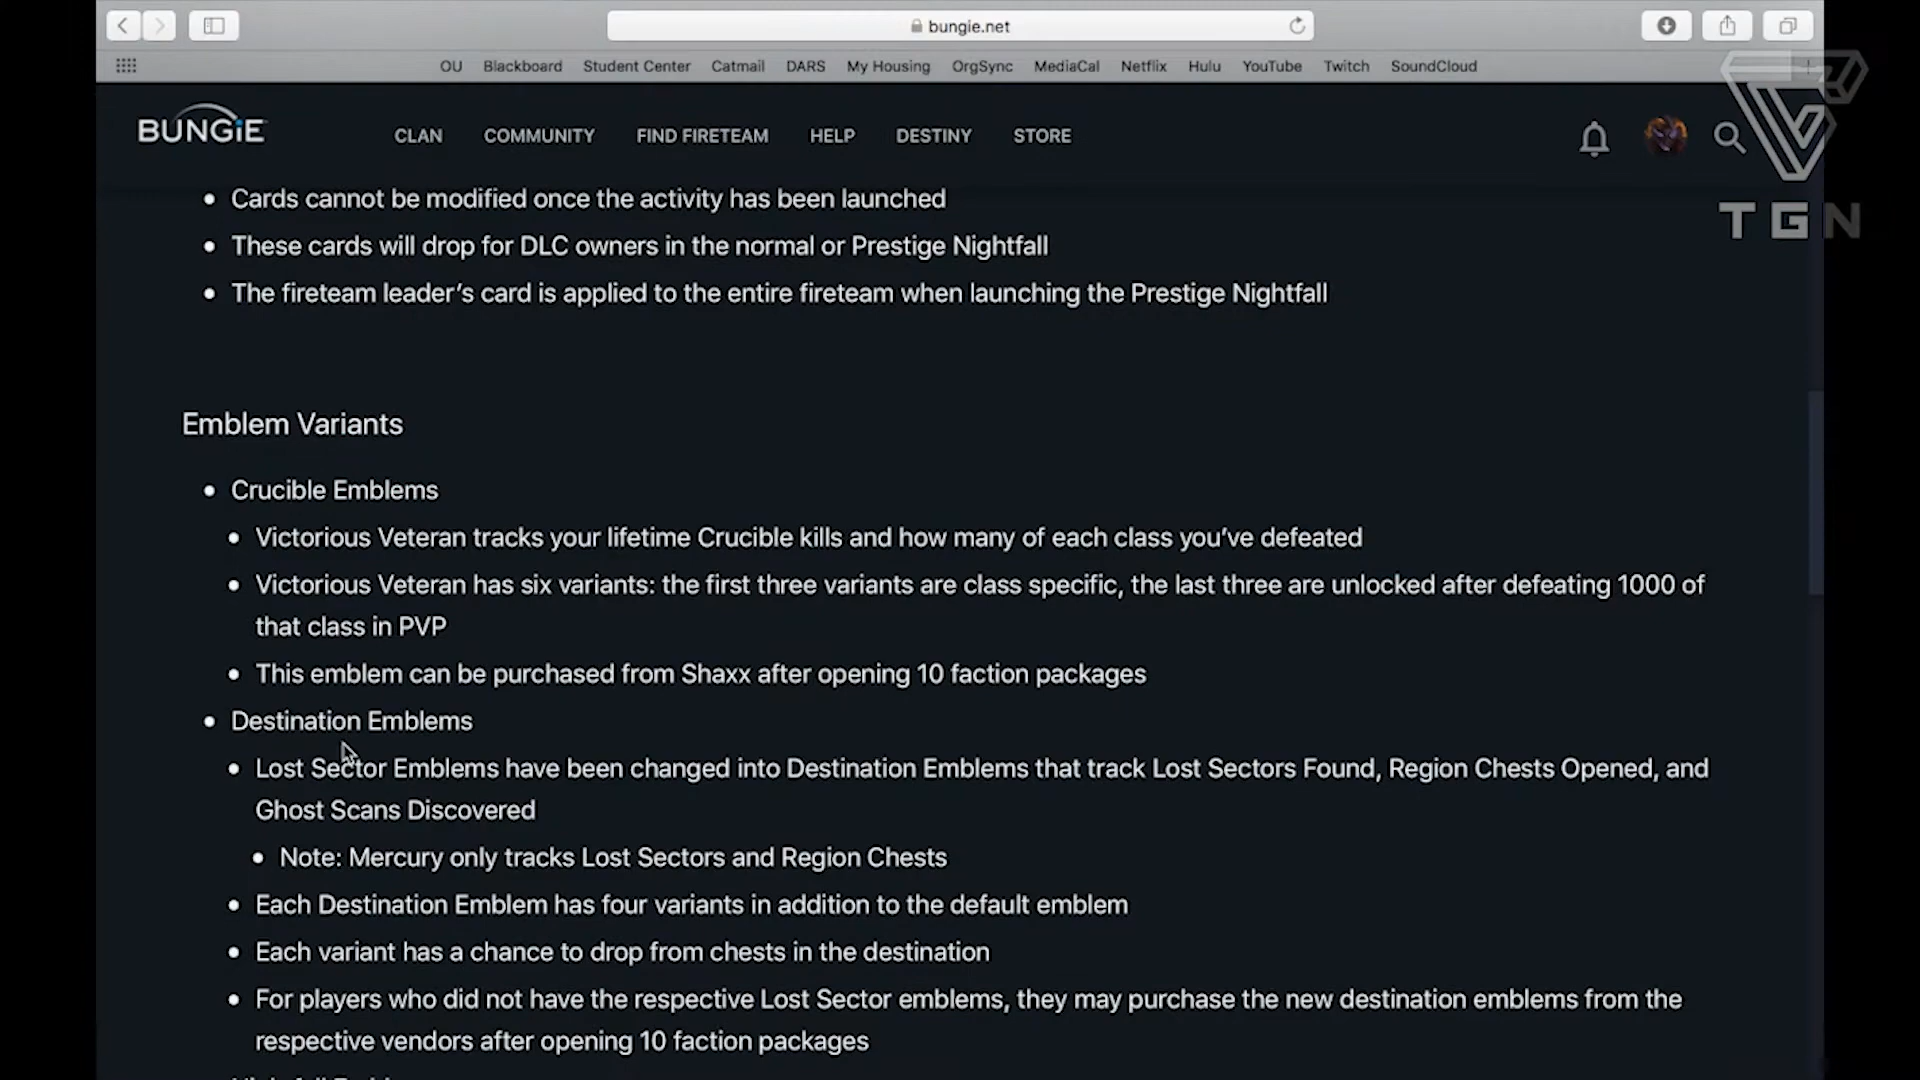 bungie.net
OU Blackboard Student Center Catmail DARS My Housing OrgSync MediaCal Netflix Hulu YouTube Twitch SoundCloud
BUNGiE CLAN COMMUNITY FIND FIRETEAM HELP DESTINY STORE
TGN
Cards cannot be modified once the activity has been launched
These cards will drop for DLC owners in the normal or Prestige Nightfall
The fireteam leader’s card is applied to the entire fireteam when launching the Prestige Nightfall
Emblem Variants
Crucible Emblems
Victorious Veteran tracks your lifetime Crucible kills and how many of each class you’ve defeated
Victorious Veteran has six variants: the first three variants are class specific, the last three are unlocked after defeating 1000 of
that class in PVP
This emblem can be purchased from Shaxx after opening 10 faction packages
Destination Emblems
Lost Sector Emblems have been changed into Destination Emblems that track Lost Sectors Found, Region Chests Opened, and
Ghost Scans Discovered
Note: Mercury only tracks Lost Sectors and Region Chests
Each Destination Emblem has four variants in addition to the default emblem
Each variant has a chance to drop from chests in the destination
For players who did not have the respective Lost Sector emblems, they may purchase the new destination emblems from the
respective vendors after opening 10 faction packages